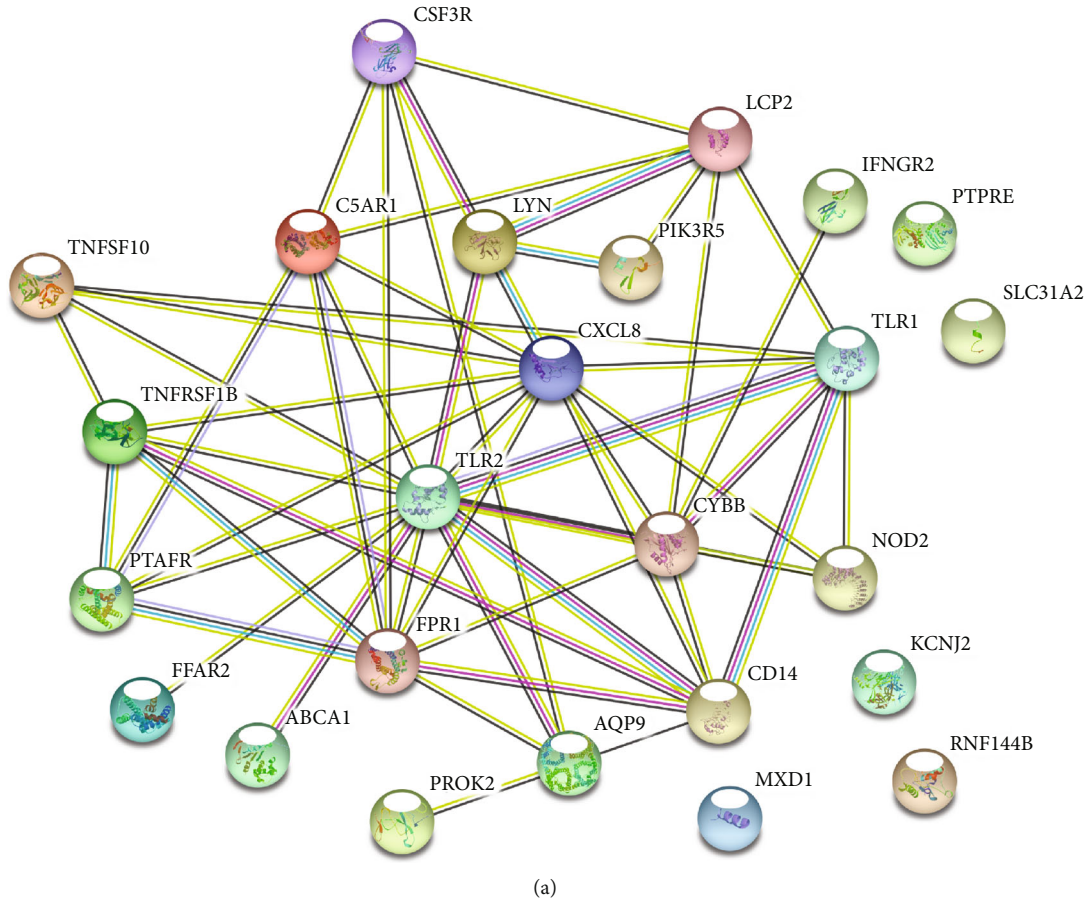 CSF3R
LCP2
IFNGR2
PTPRE
C5AR1
LYN
PIK3R5
TNFSF10
SLC31A2
CXCL8
TLR1
TNFRSF1B
TLR2
CYBB
NOD2
PTAFR
FPR1
KCNJ2
FFAR2
CD14
ABCA1
AQP9
RNF144B
PROK2
MXD1
(a)